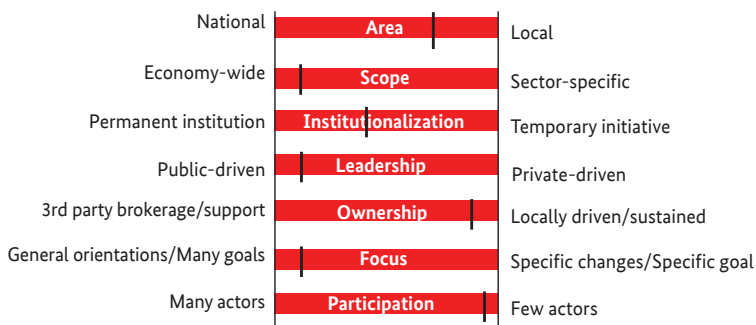 National Area Local
Economy-wide Scope Sector-specific
Permanent institution Institutionalization Temporary initiative
Public-driven Leadership Private-driven
3rd party brokerage/support Ownership Locally driven/sustained
General orientations/Many goals Focus Specific changes/Specific goal
Many actors Participation Few actors